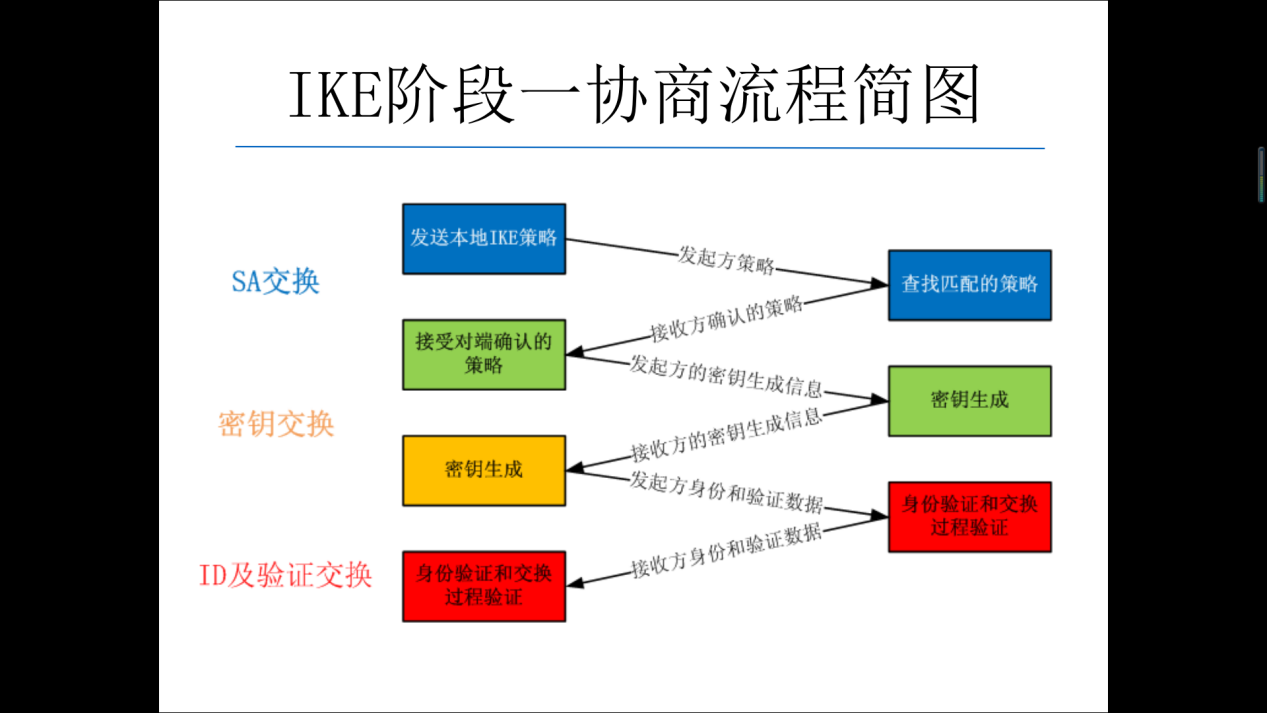 IKE阶段一协商流程简图
发送本地IKE策略
发起方策略
查找匹配的策略
SA交换
接收方确认的策略
接受对端确认的
策略
发起方的密钥生成信息
密钥生成
密钥交换
接收方的密钥生成信息
密钥生成
发起方身份和验证数据
身份验证和交换
过程验证
接收方身份和验证数据
ID及验证交换
身份验证和交换
过程验证